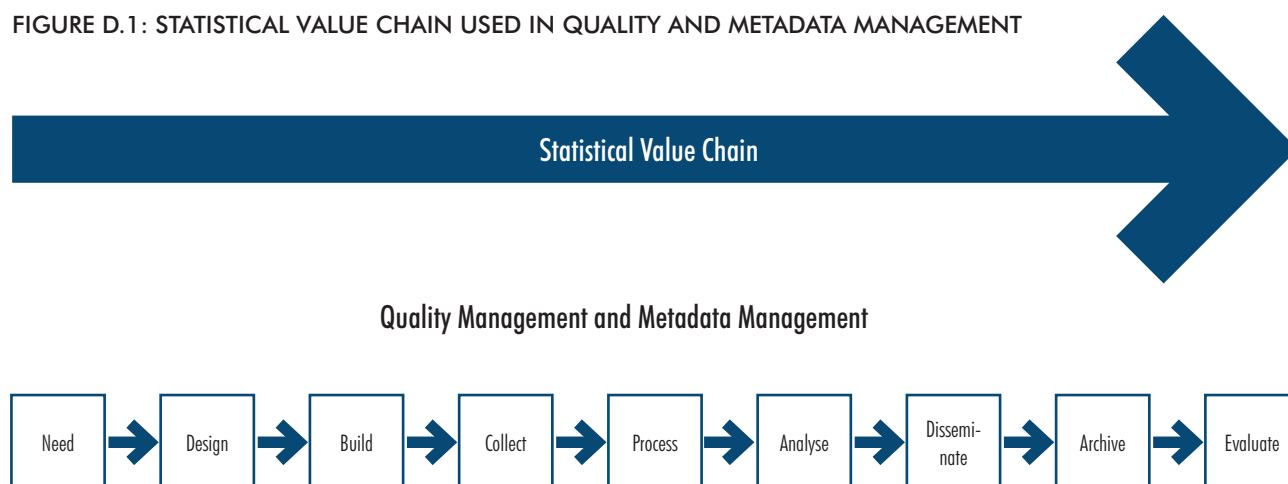 FIGURE D.1: STATISTICAL VALUE CHAIN USED IN QUALITY AND METADATA MANAGEMENT
Statistical Value Chain
Quality Management and Metadata Management
Need
Design
Build
Collect
Process
Analyse
Dissemi-
nate
Archive
Evaluate